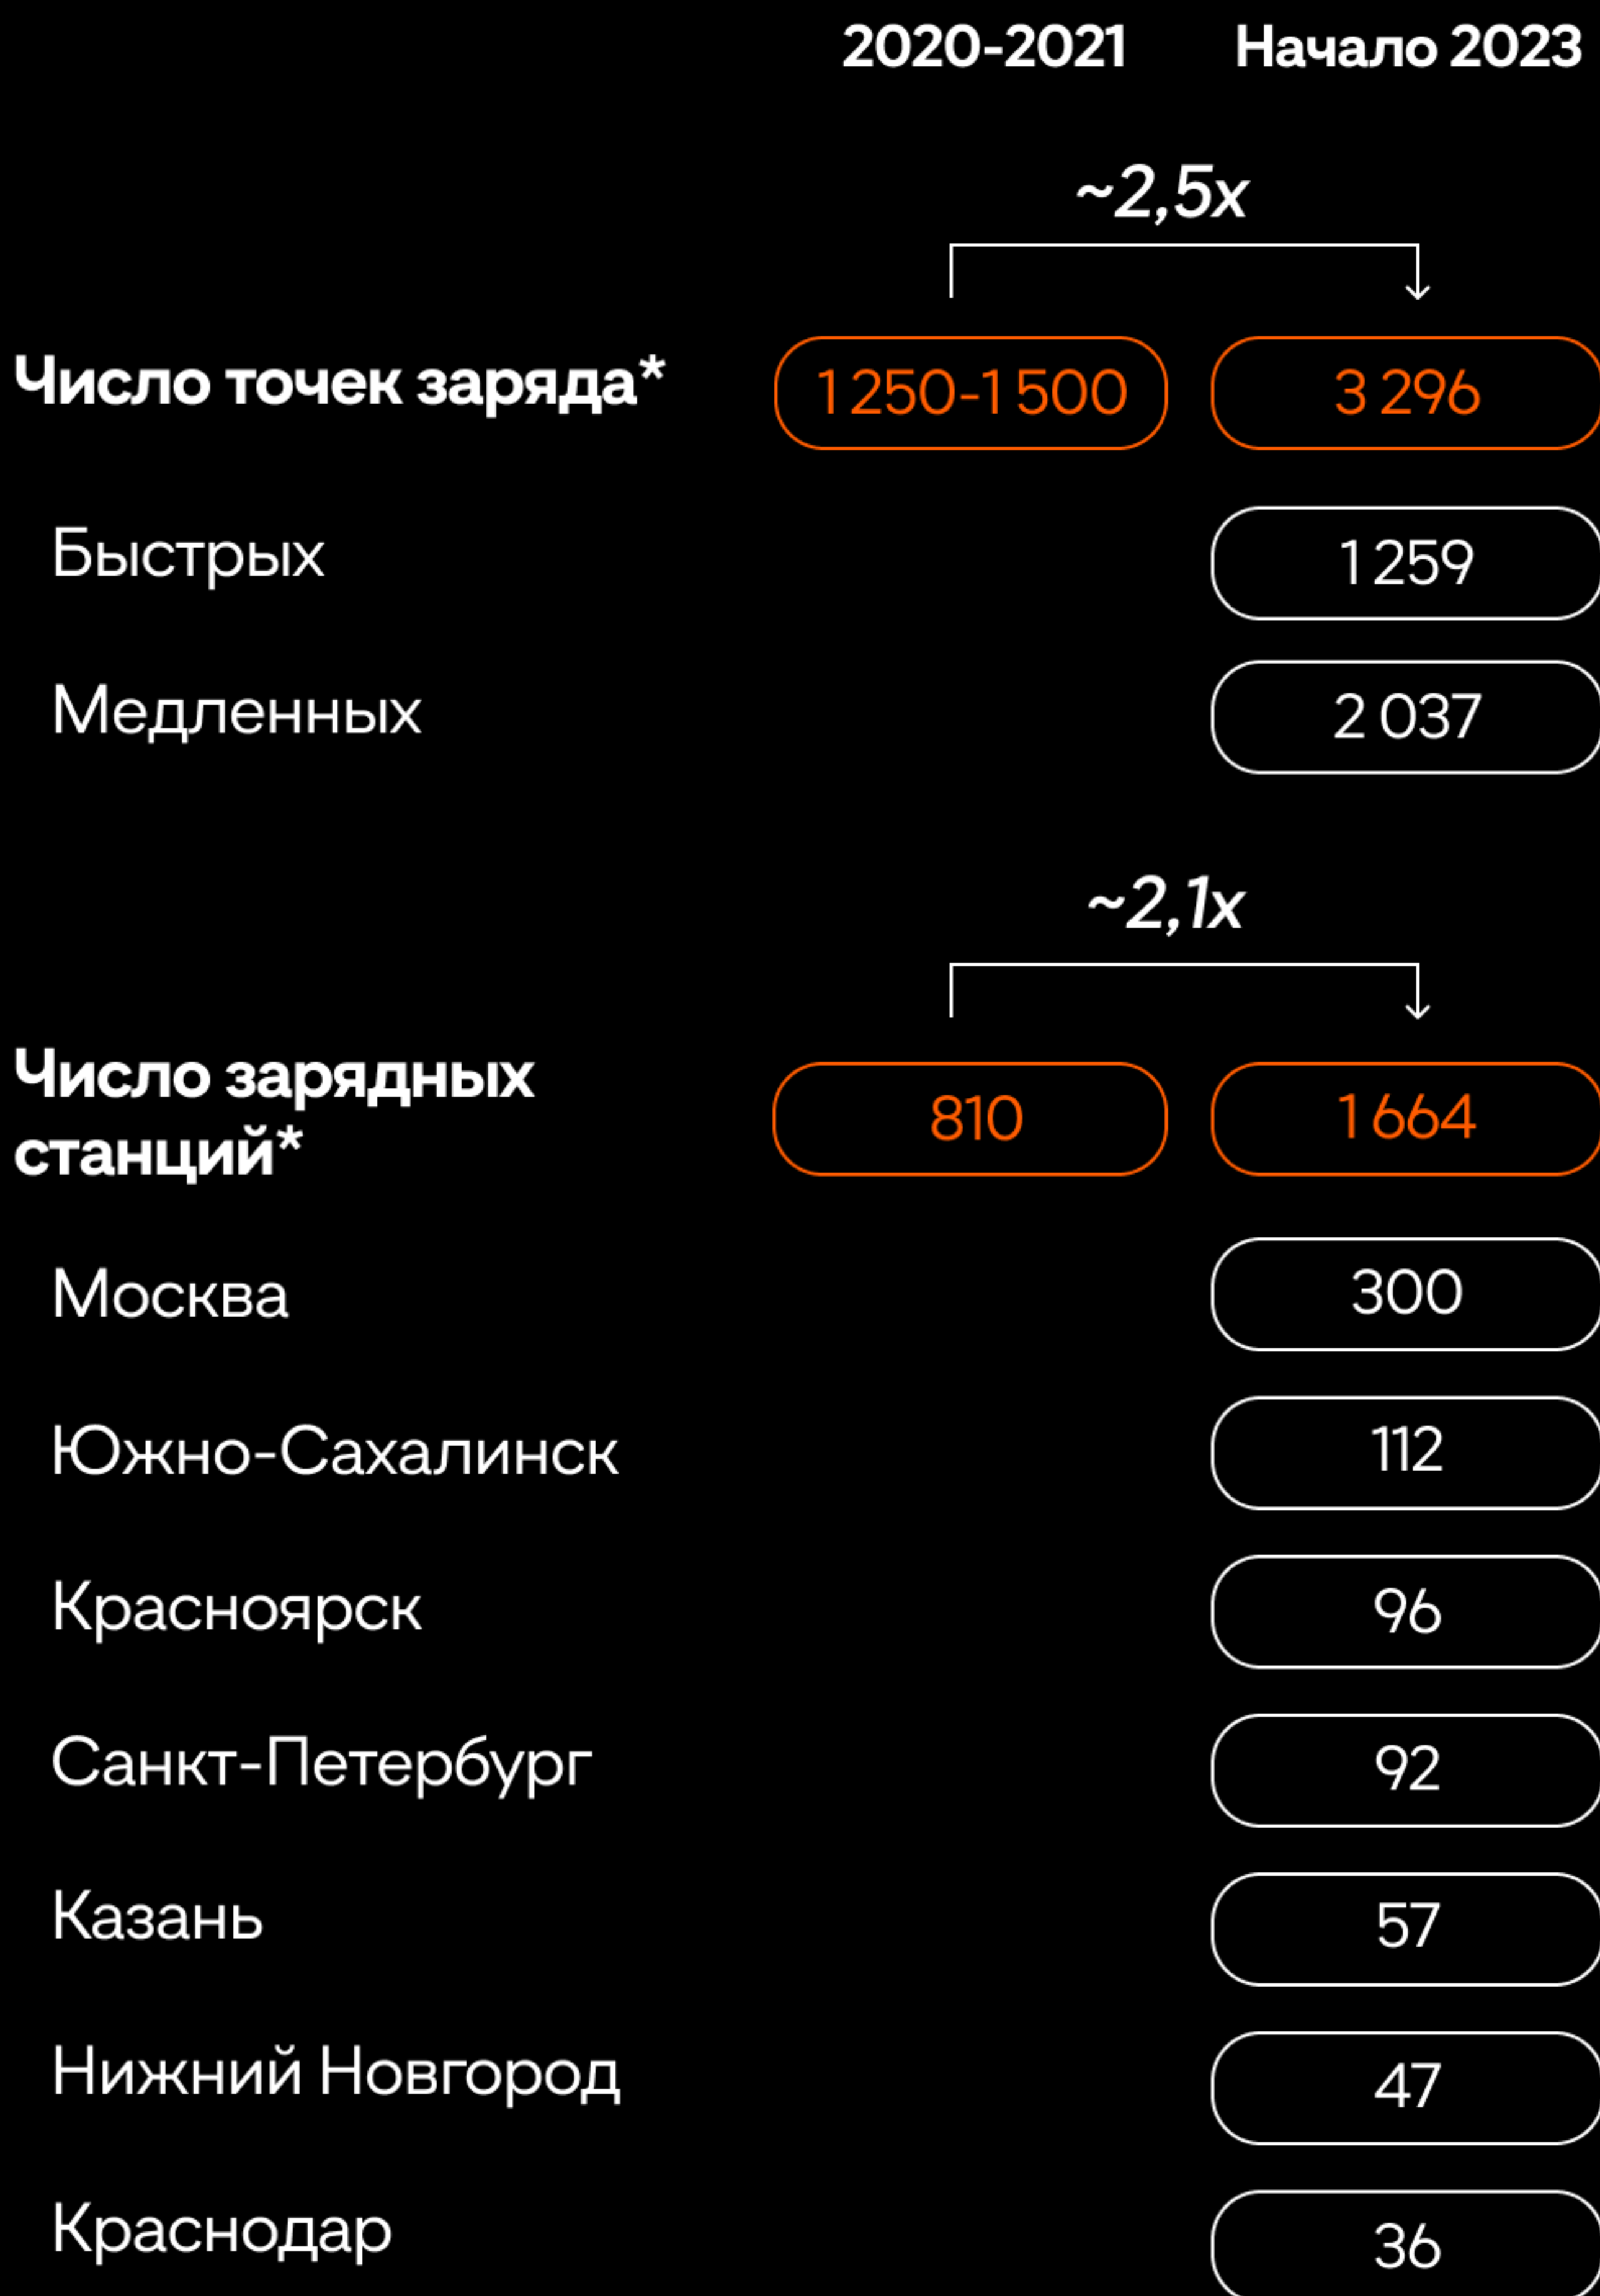 2020-2021 Начало 2023
~2,5x
Число точек заряда* 1 250-1 500 3 296
Быстрых 1 259
Медленных 2 037
~2,1x
Число зарядных
станций* 810 1 664
Москва 300
Южно-Сахалинск 112
Красноярск 96
Санкт-Петербург 92
Казань 57
Нижний Новгород 47
Краснодар 36